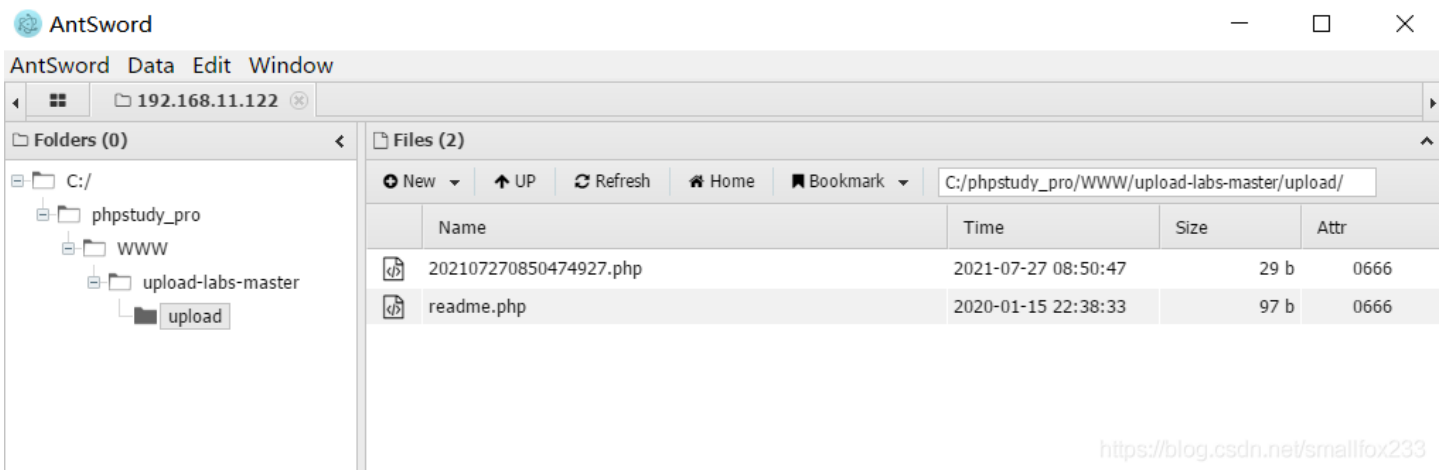 AntSword
AntSword Data Edit Window
192.168.11.122
Folders (0)
Files (2)
C:/
phpstudy_pro
WWW
upload-labs-master
upload
New UP Refresh Home Bookmark C:/phpstudy_pro/WWW/upload-labs-master/upload/
Name Time Size Attr
202107270850474927.php 2021-07-27 08:50:47 29 b 0666
readme.php 2020-01-15 22:38:33 97 b 0666
https://blog.csdn.net/smallfox233